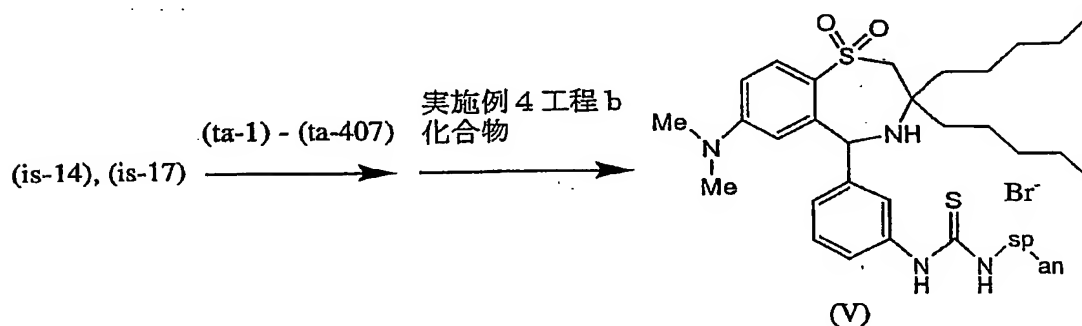 (is-14), (is-17)
(ta-1) - (ta-407)
実施例 4 工程 b
化合物
O O
S
Me
N
Me
NH
S
Br-
N
H
N
H
sp
an
(V)